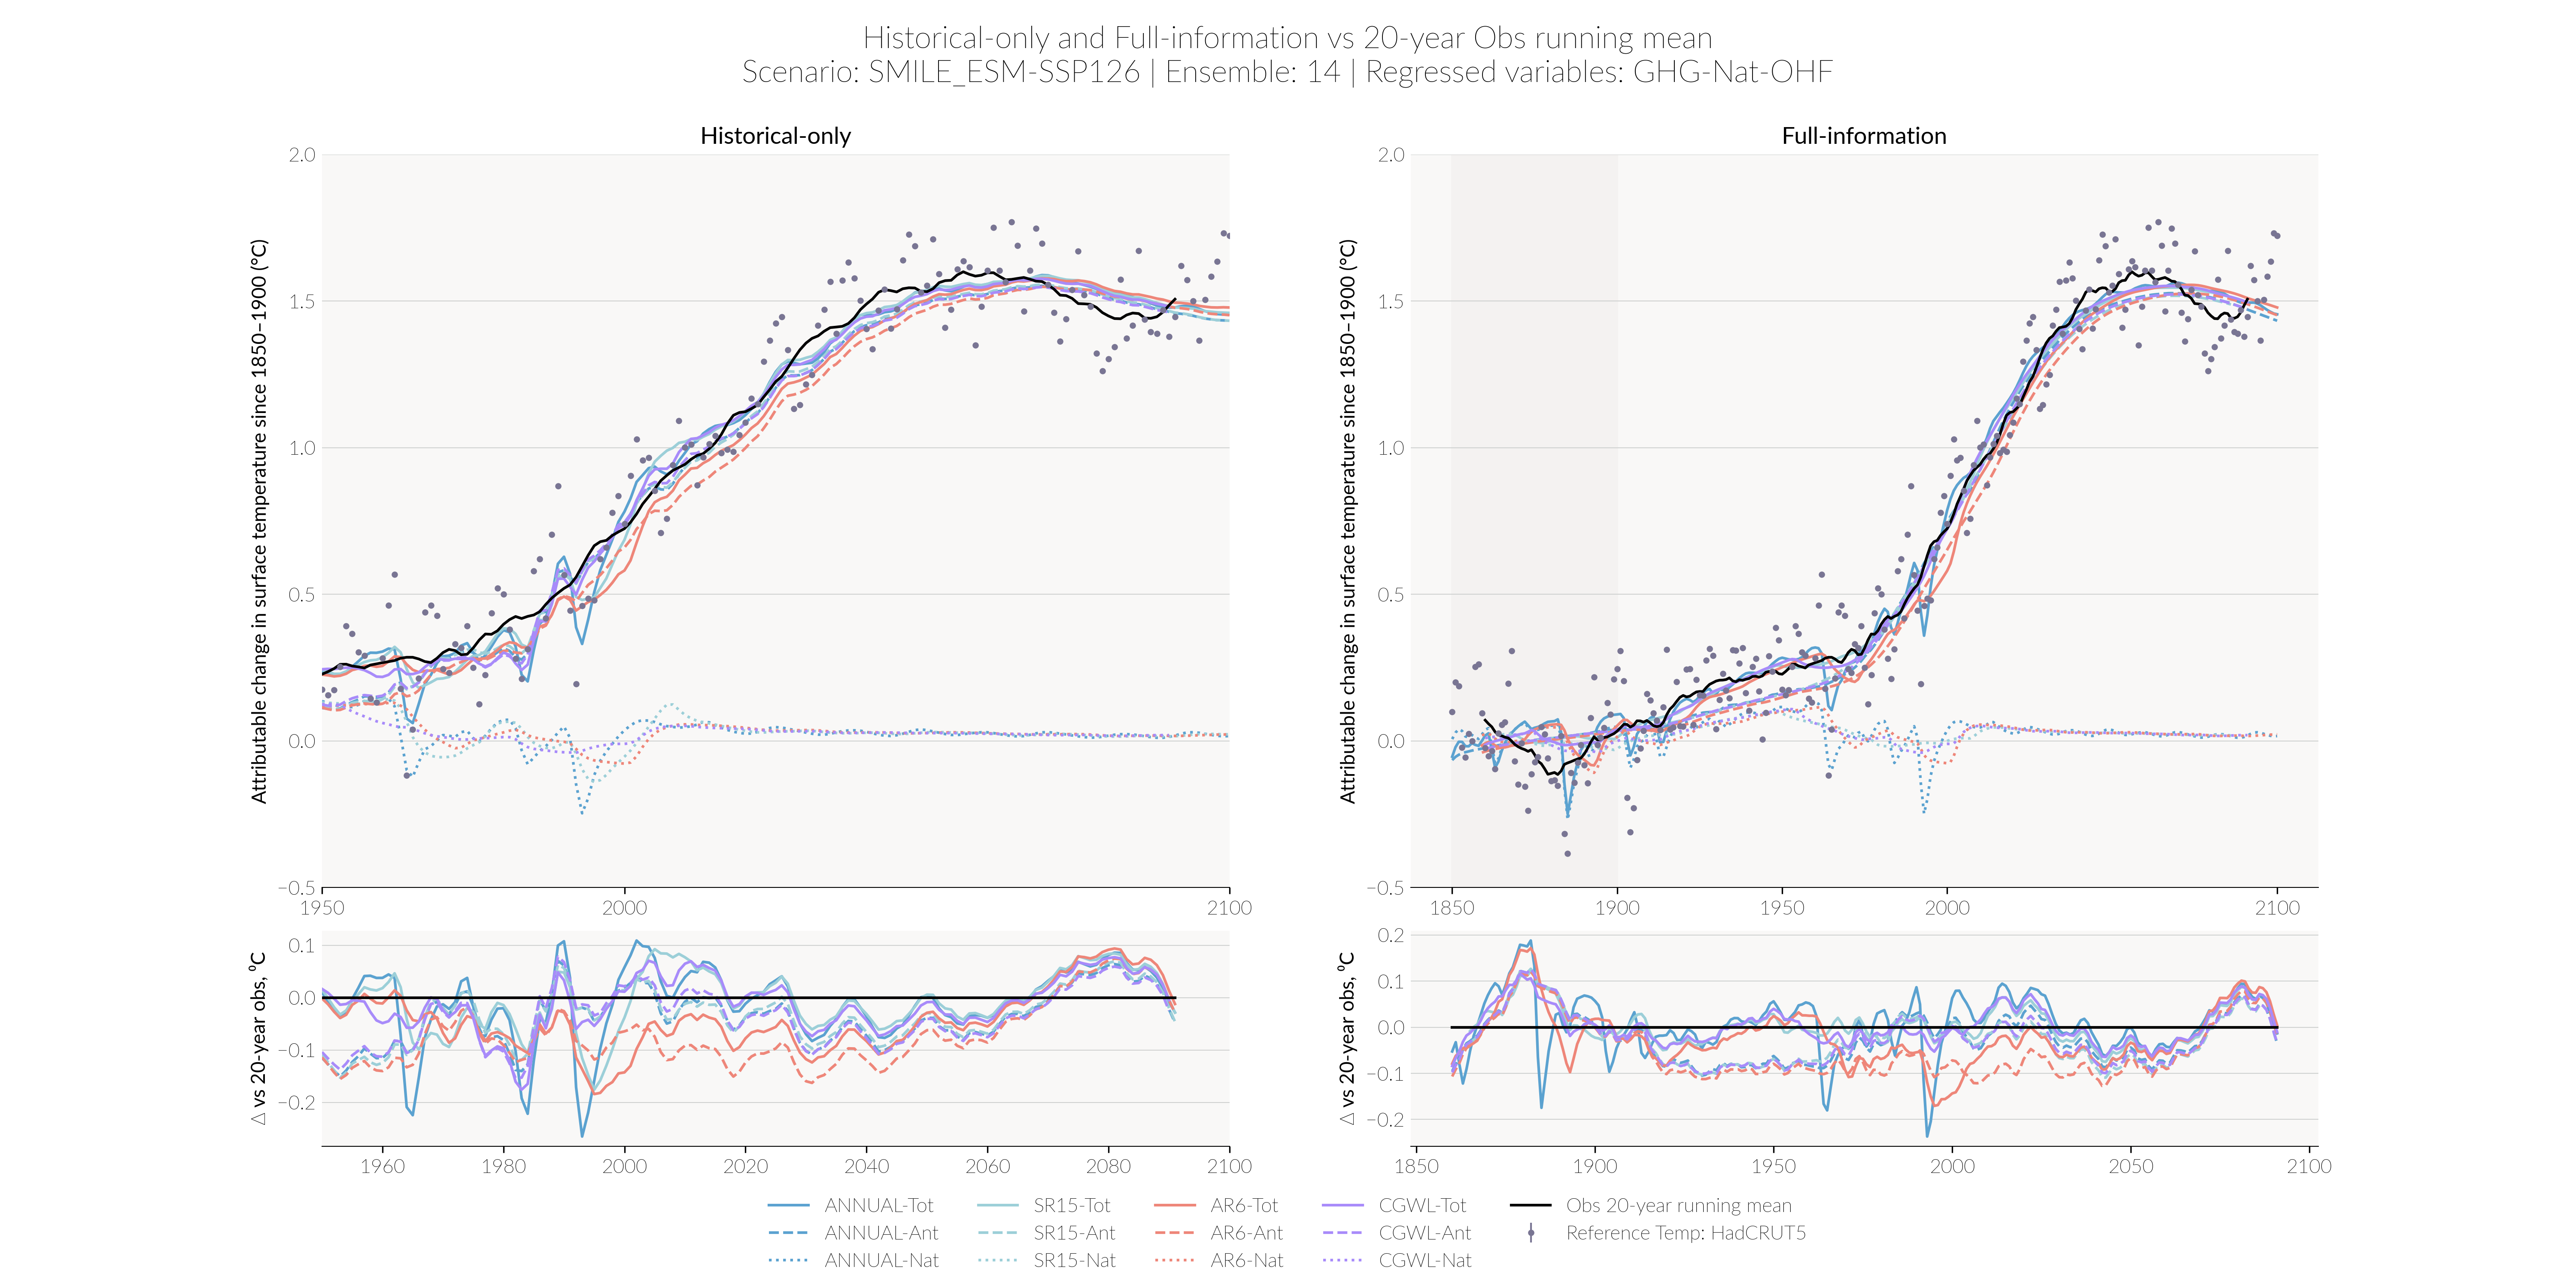 Historical-only and Full-information vs 20-year Obs running mean
Scenario: SMILE_ESM-SSP126 | Ensemble: 14 | Regressed variables: GHG-Nat-OHF
Historical-only
Attributable change in surface temperature since 1850–1900 (°C)
2.0
1.5
1.0
0.5
0.0
−0.5
1950
2000
2100
Δ vs 20-year obs, °C
0.1
0.0
−0.1
−0.2
1960
1980
2000
2020
2040
2060
2080
2100
Full-information
Attributable change in surface temperature since 1850–1900 (°C)
2.0
1.5
1.0
0.5
0.0
−0.5
1850
1900
1950
2000
2100
Δ vs 20-year obs, °C
0.2
0.1
0.0
−0.1
−0.2
1850
1900
1950
2000
2050
2100
ANNUAL-Tot
ANNUAL-Ant
ANNUAL-Nat
SR15-Tot
SR15-Ant
SR15-Nat
AR6-Tot
AR6-Ant
AR6-Nat
CGWL-Tot
CGWL-Ant
CGWL-Nat
Obs 20-year running mean
Reference Temp: HadCRUT5